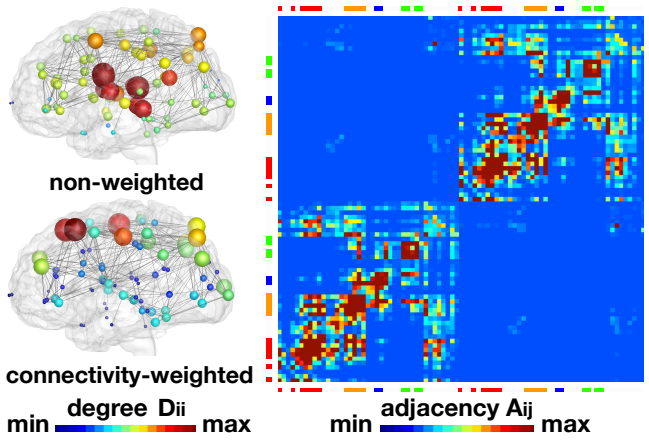 non-weighted
connectivity-weighted
degree Dii
min max
adjacency Aij
min max